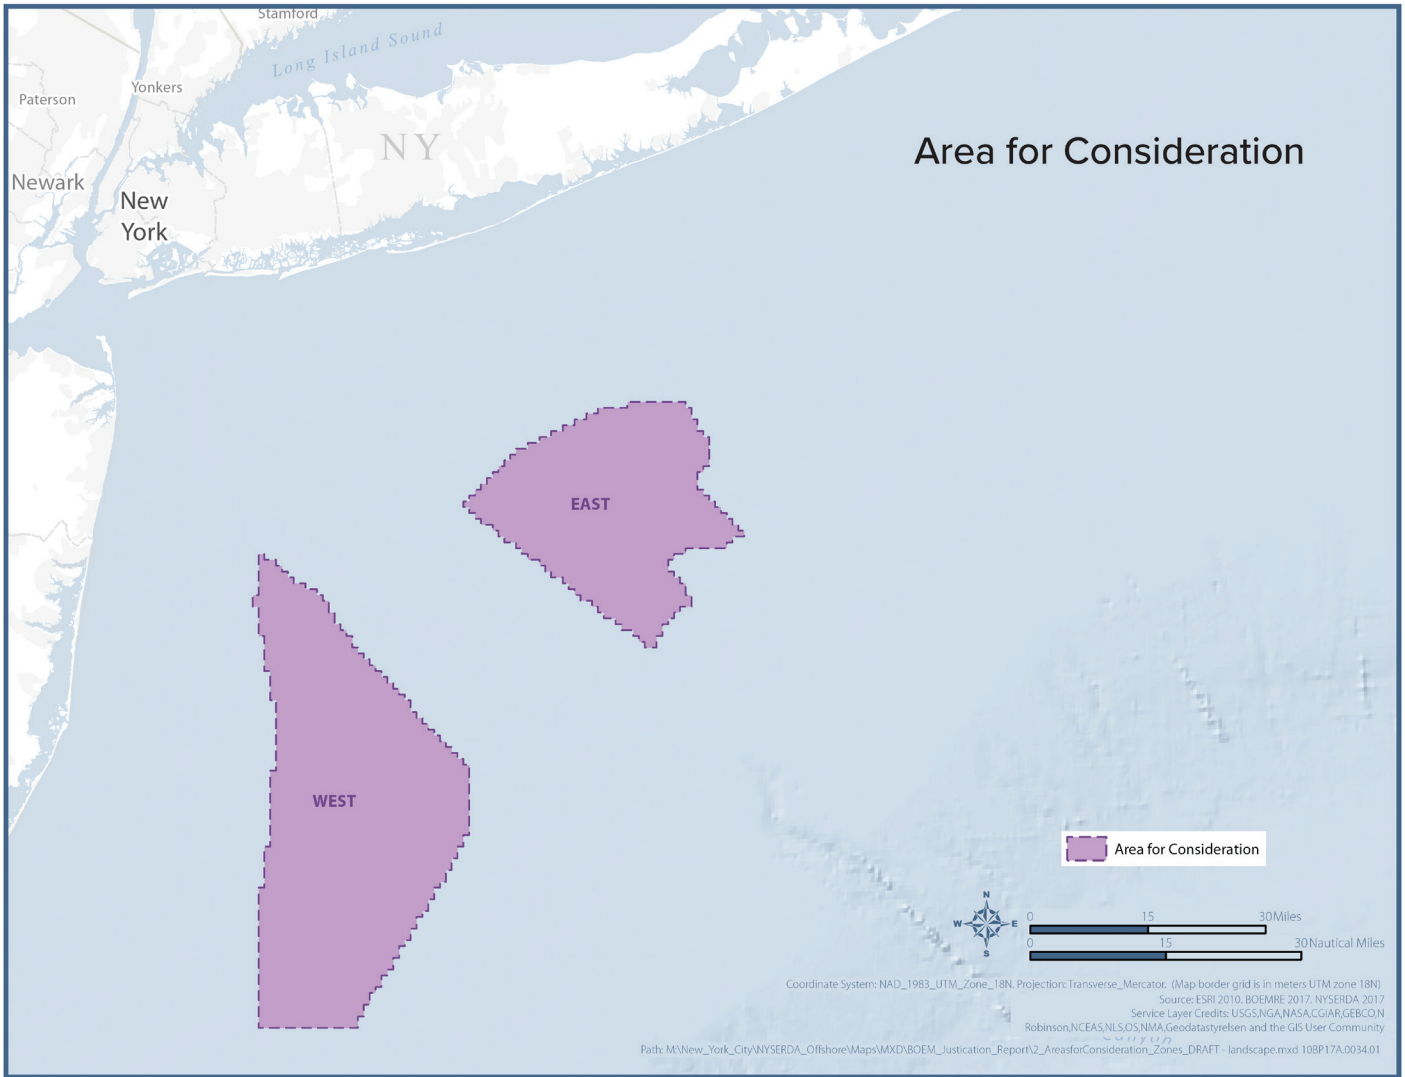 Stamford
Long Island Sound
Yonkers
Paterson
NY
Area for Consideration
Newark
New
York
EAST
WEST
Area for Consideration
N
W E
S
0 15 30 Miles
0 15 30 Nautical Miles
Coordinate System: NAD_1983_UTM_Zone_18N. Projection: Transverse_Mercator. (Map border grid is in meters UTM zone 18N)
Source: ESRI 2010. BOEMRE 2017. NYSERDA 2017
Service Layer Credits: USGS,NGA,NASA,CGIAR,GEBCO,N
Robinson,NCEAS,NLS,OS,NMA,Geodatastyrelsen and the GIS User Community
Canyon
Path: M:\New_York_City\NYSERDA_Offshore\Maps\MXD\BOEM_Justication_Report\2_AreasforConsideration_Zones_DRAFT - landscape.mxd 108P17A.0034.01